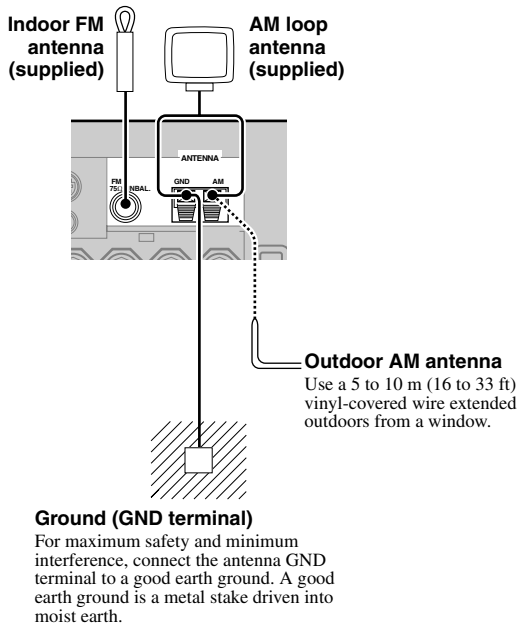 Indoor FM
antenna
(supplied)
AM loop
antenna
(supplied)
ANTENNA
FM
75Ω NBAL.
GND
AM
Outdoor AM antenna
Use a 5 to 10 m (16 to 33 ft)
vinyl-covered wire extended
outdoors from a window.
Ground (GND terminal)
For maximum safety and minimum
interference, connect the antenna GND
terminal to a good earth ground. A good
earth ground is a metal stake driven into
moist earth.